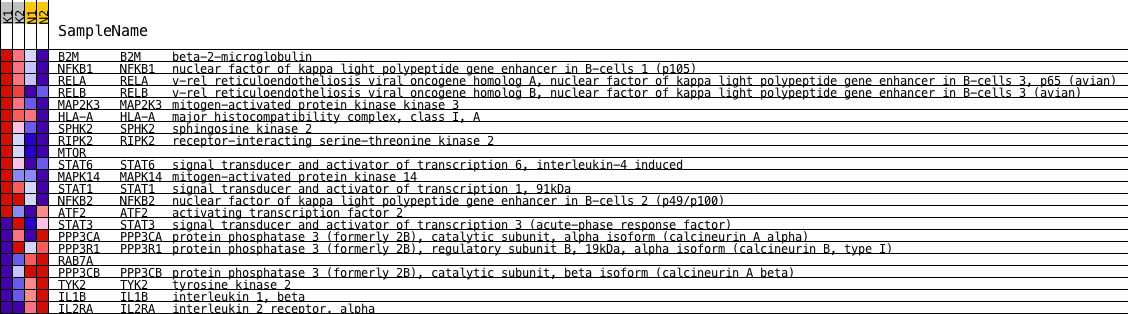 K1 K2 N1 N2
SampleName
B2M B2M beta-2-microglobulin
NFKB1 NFKB1 nuclear factor of kappa light polypeptide gene enhancer in B-cells 1 (p105)
RELA RELA v-rel reticuloendotheliosis viral oncogene homolog A, nuclear factor of kappa light polypeptide gene enhancer in B-cells 3, p65 (avian)
RELB RELB v-rel reticuloendotheliosis viral oncogene homolog B, nuclear factor of kappa light polypeptide gene enhancer in B-cells 3 (avian)
MAP2K3 MAP2K3 mitogen-activated protein kinase kinase 3
HLA-A HLA-A major histocompatibility complex, class I, A
SPHK2 SPHK2 sphingosine kinase 2
RIPK2 RIPK2 receptor-interacting serine-threonine kinase 2
MTOR
STAT6 STAT6 signal transducer and activator of transcription 6, interleukin-4 induced
MAPK14 MAPK14 mitogen-activated protein kinase 14
STAT1 STAT1 signal transducer and activator of transcription 1, 91kDa
NFKB2 NFKB2 nuclear factor of kappa light polypeptide gene enhancer in B-cells 2 (p49/p100)
ATF2 ATF2 activating transcription factor 2
STAT3 STAT3 signal transducer and activator of transcription 3 (acute-phase response factor)
PPP3CA PPP3CA protein phosphatase 3 (formerly 2B), catalytic subunit, alpha isoform (calcineurin A alpha)
PPP3R1 PPP3R1 protein phosphatase 3 (formerly 2B), regulatory subunit B, 19kDa, alpha isoform (calcineurin B, type I)
RAB7A
PPP3CB PPP3CB protein phosphatase 3 (formerly 2B), catalytic subunit, beta isoform (calcineurin A beta)
TYK2 TYK2 tyrosine kinase 2
IL1B IL1B interleukin 1, beta
IL2RA IL2RA interleukin 2 receptor, alpha